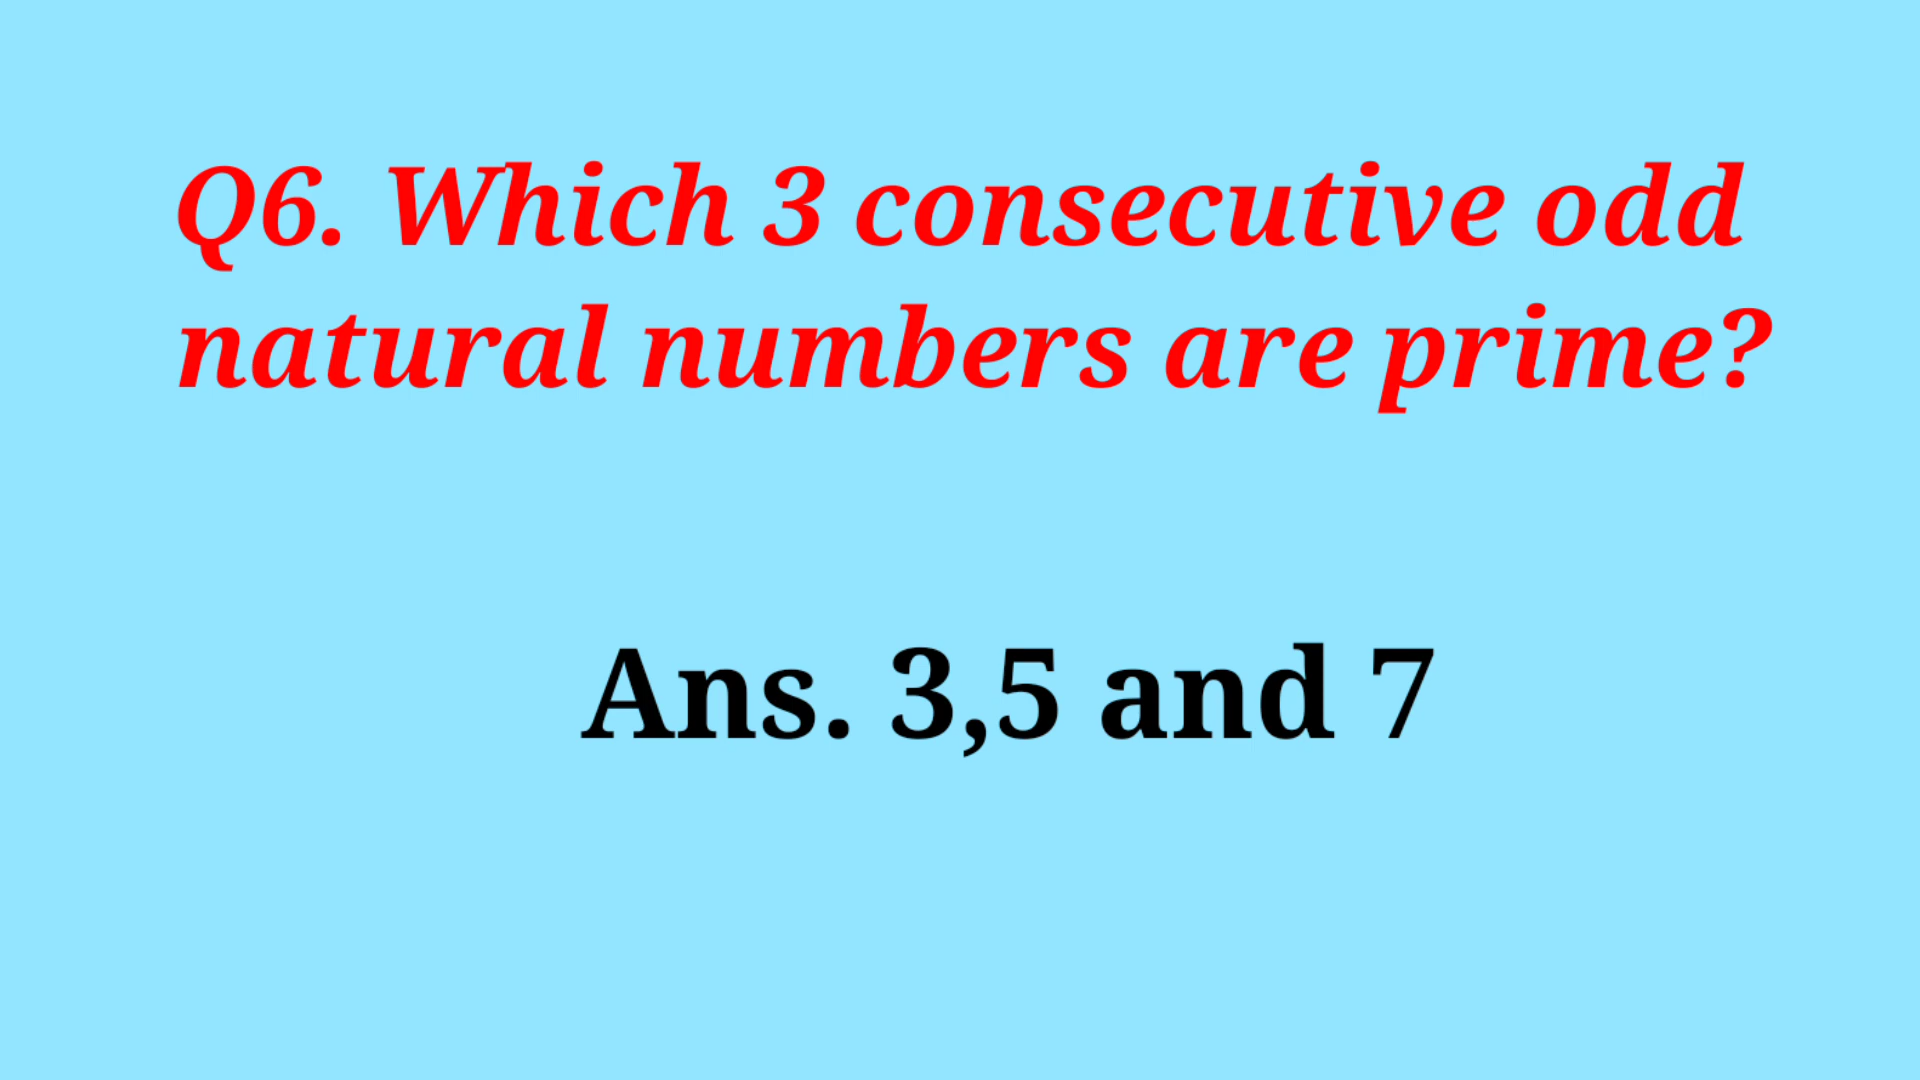 Q6. Which 3 consecutive odd
natural numbers are prime?
Ans. 3,5 and 7